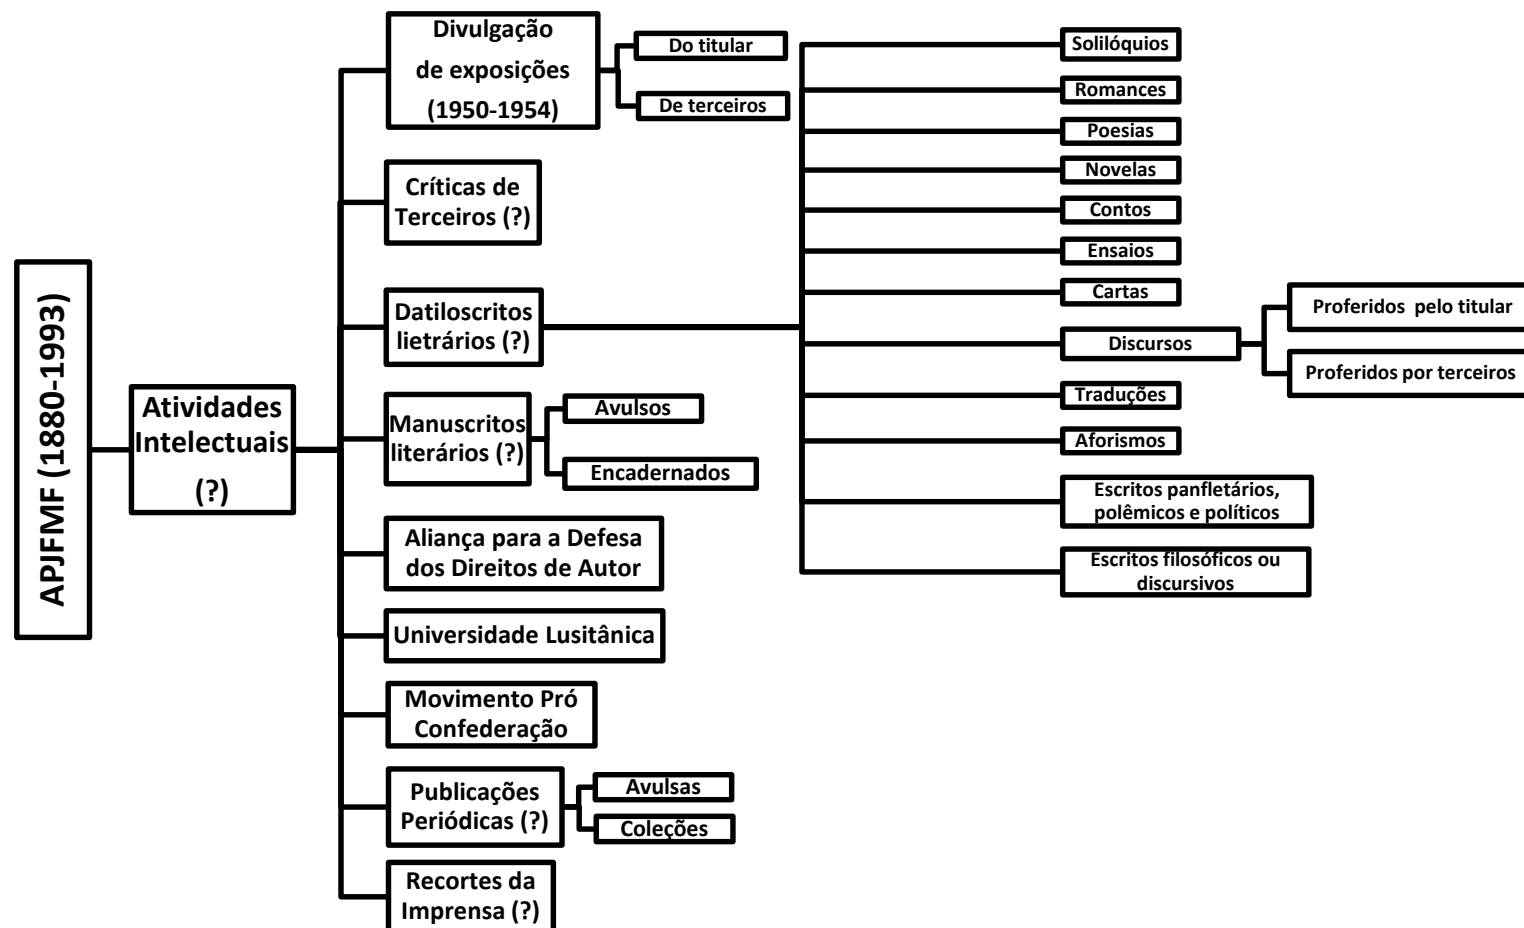 APJFMF (1880-1993)
Atividades
Intelectuais
(?)
Divulgação
de exposições
(1950-1954)
Do titular
De terceiros
Críticas de
Terceiros (?)
Datiloscritos
lietrários (?)
Solilóquios
Romances
Poesias
Novelas
Contos
Ensaios
Cartas
Discursos
Proferidos pelo titular
Proferidos por terceiros
Traduções
Aforismos
Escritos panfletários,
polêmicos e políticos
Escritos filosóficos ou
discursivos
Manuscritos
literários (?)
Avulsos
Encadernados
Aliança para a Defesa
dos Direitos de Autor
Universidade Lusitânica
Movimento Pró
Confederação
Publicações
Periódicas (?)
Avulsas
Coleções
Recortes da
Imprensa (?)